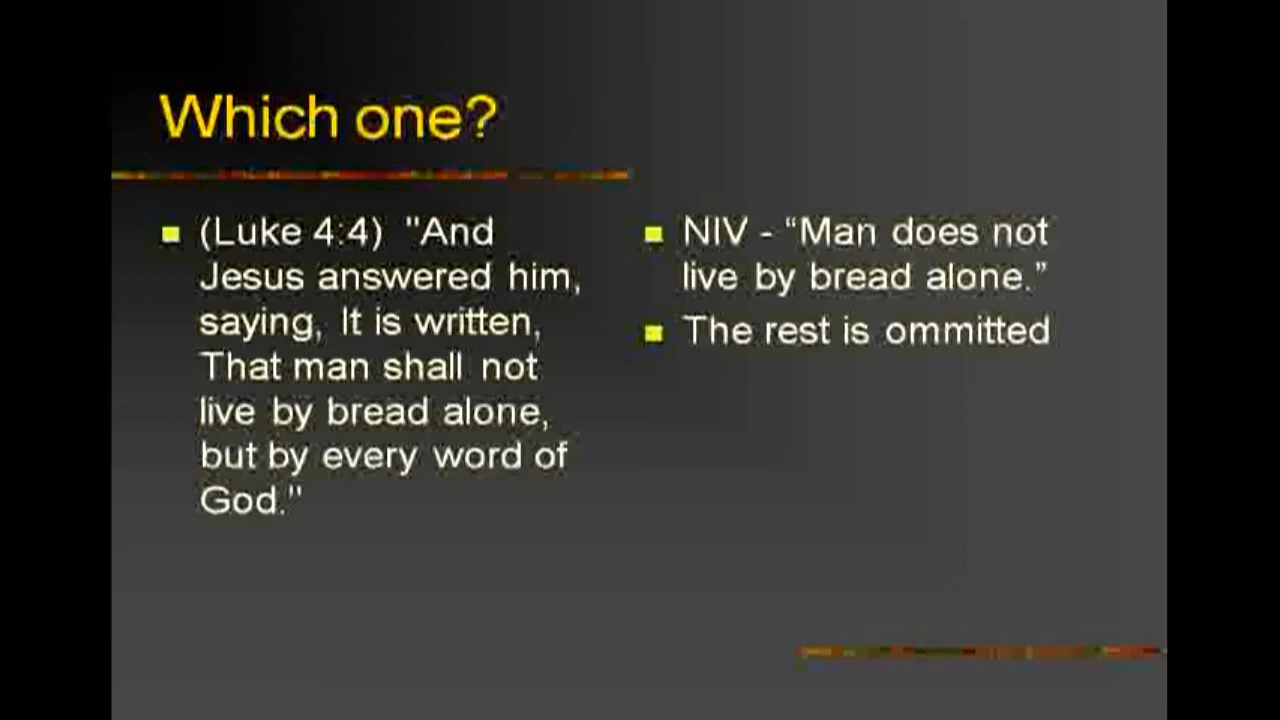 Which one?
(Luke 4:4) "And
Jesus answered him,
saying, It is written,
That man shall not
live by bread alone,
but by every word of
God."
NIV - “Man does not
live by bread alone.”
The rest is ommitted